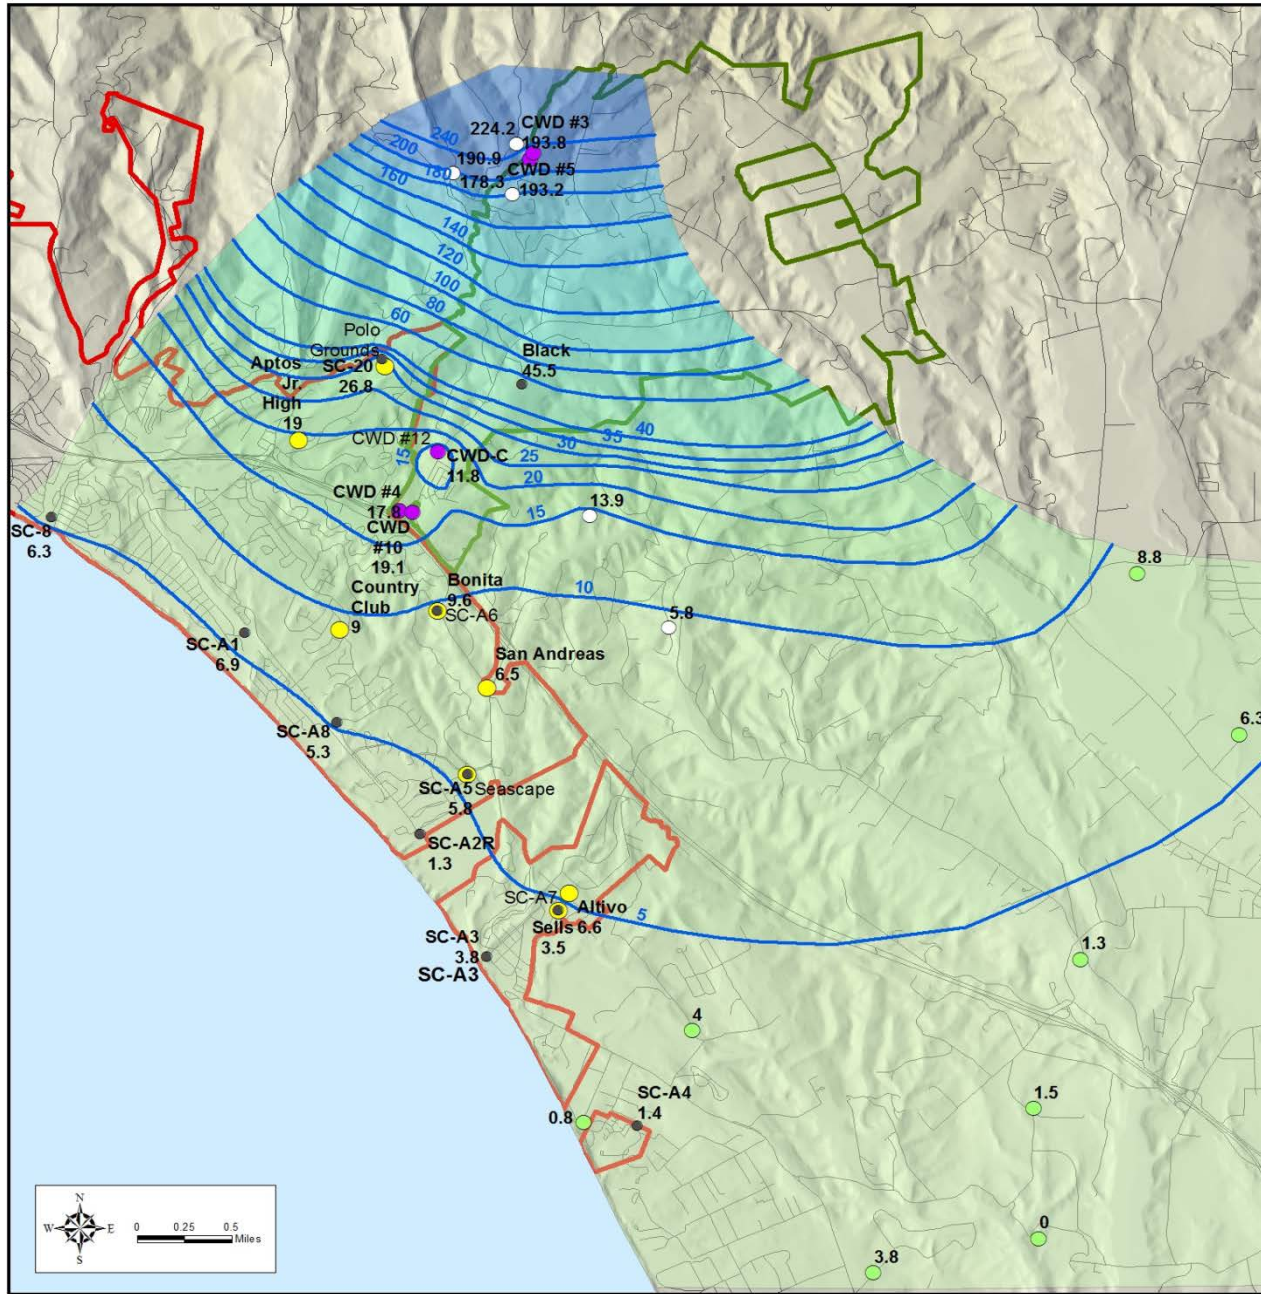 224.2
CWD #3
193.8
240
200
190.9
180
178.3
CWD #5
193.2
160
140
120
100
80
60
Polo
Grounds
SC-20
26.8
Aptos
Jr.
High
19
Black
45.5
40
35
30
25
20
CWD #12
15
CWD-C
11.8
CWD #4
17.8
CWD
#10
19.1
13.9
15
SC-8
6.3
8.8
Country
Club
9
Bonita
9.6
SC-A6
10
5.8
SC-A1
6.9
San Andreas
6.5
6.3
SC-A8
5.3
SC-A5
5.8
Seascape
SC-A2R
1.3
SC-A7
Altivo
6.6
Sells
3.5
5
SC-A3
3.8
SC-A3
1.3
4
SC-A4
1.4
0.8
1.5
0
3.8
N
W
E
S
0
0.25
0.5
Miles